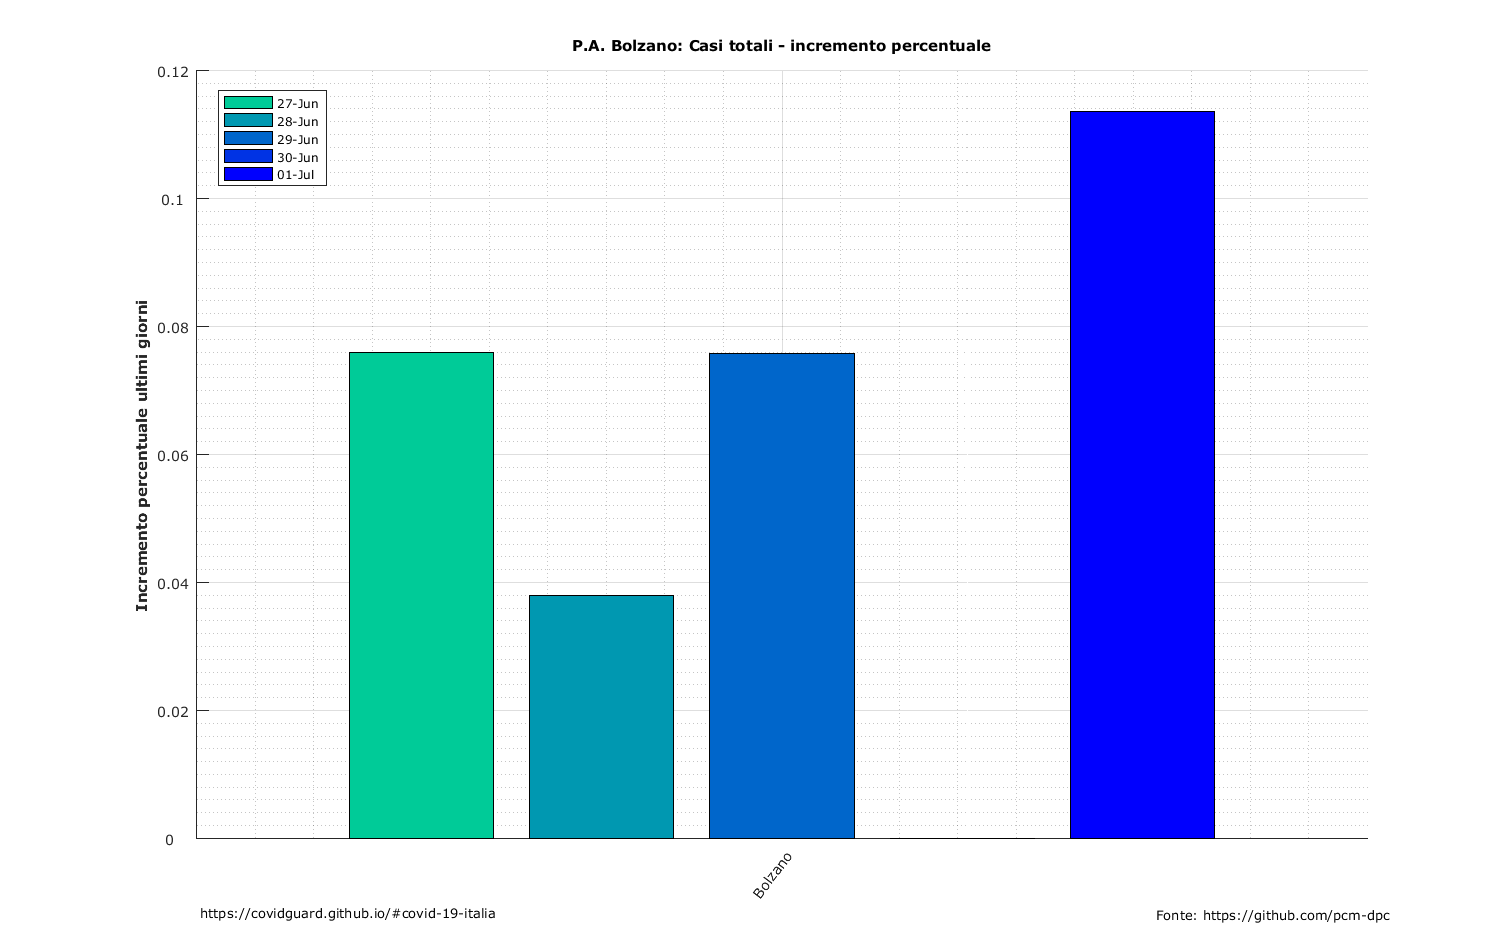 P.A. Bolzano: Casi totali - incremento percentuale
0.12
0.1
0.08
0.06
0.04
0.02
0
Incremento percentuale ultimi giorni
27-Jun
28-Jun
29-Jun
30-Jun
01-Jul
Bolzano
https://covidguard.github.io/#covid-19-italia
Fonte: https://github.com/pcm-dpc